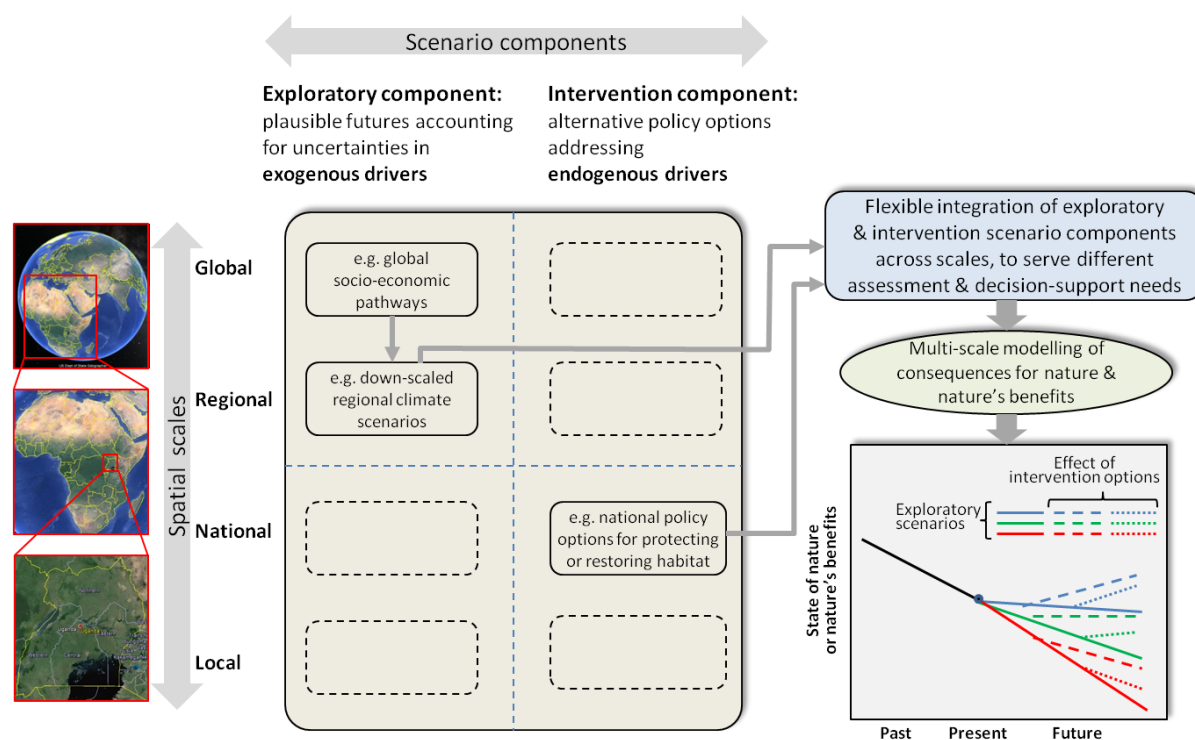 Scenario components
Exploratory component:
plausible futures accounting
for uncertainties in
exogenous drivers
Intervention component:
alternative policy options
addressing
endogenous drivers
Spatial scales
Global
Regional
National
Local
e.g. global
socio-economic
pathways
e.g. down-scaled
regional climate
scenarios
e.g. national policy
options for protecting
or restoring habitat
Flexible integration of exploratory
& intervention scenario components
across scales, to serve different
assessment & decision-support needs
Multi-scale modelling of
consequences for nature &
nature's benefits
Effect of
intervention options
Exploratory
scenarios
State of nature
or nature's benefits
Past Present Future